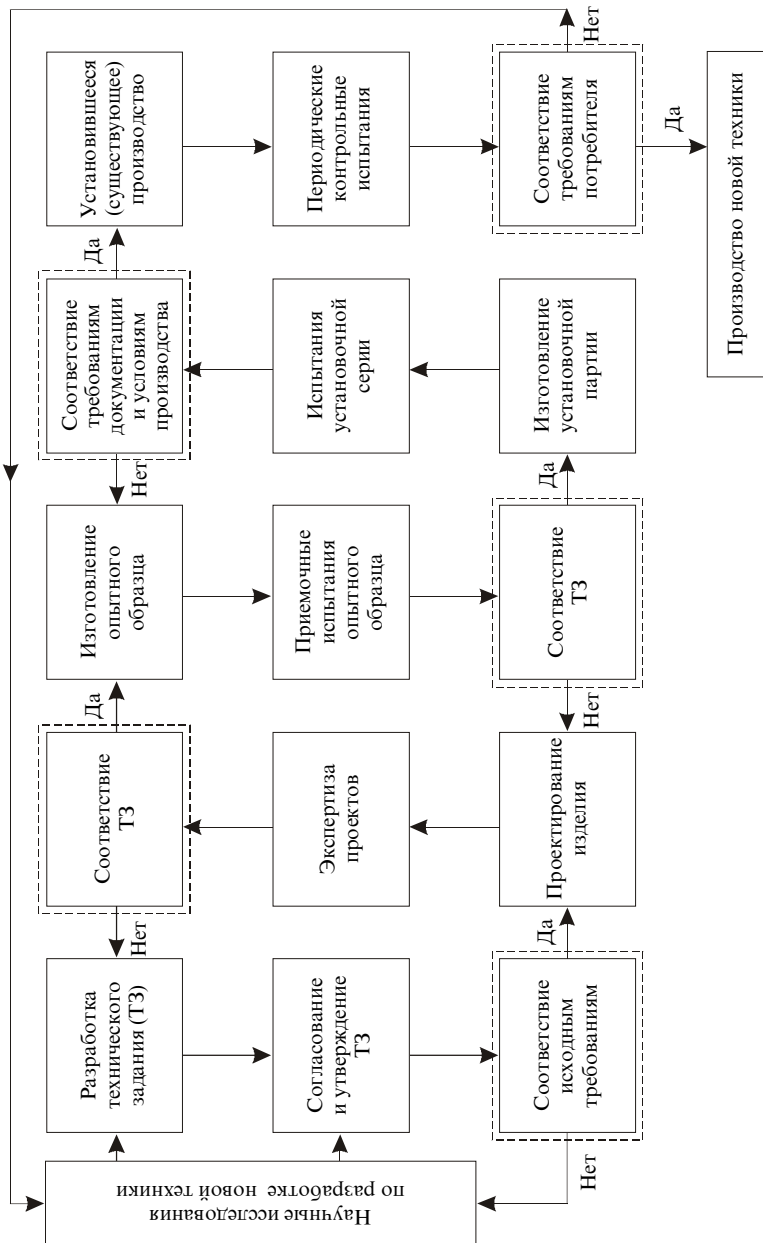 Научные исследования
по разработке новой техники
Разработка
технического
задания (ТЗ)
Согласование
и утверждение
ТЗ
Соответствие
исходным
требованиям
Нет
Да
Нет
Соответствие
ТЗ
Экспертиза
проектов
Проектирование
изделия
Да
Нет
Изготовление
опытного
образца
Приемочные
испытания
опытного
образца
Соответствие
ТЗ
Да
Нет
Соответствие
требованиям
документации
и условиям
производства
Испытания
установочной
серии
Изготовление
установочной
партии
Да
Установившееся
(существующее)
производство
Периодические
контрольные
испытания
Соответствие
требованиям
потребителя
Нет
Да
Производство новой техники